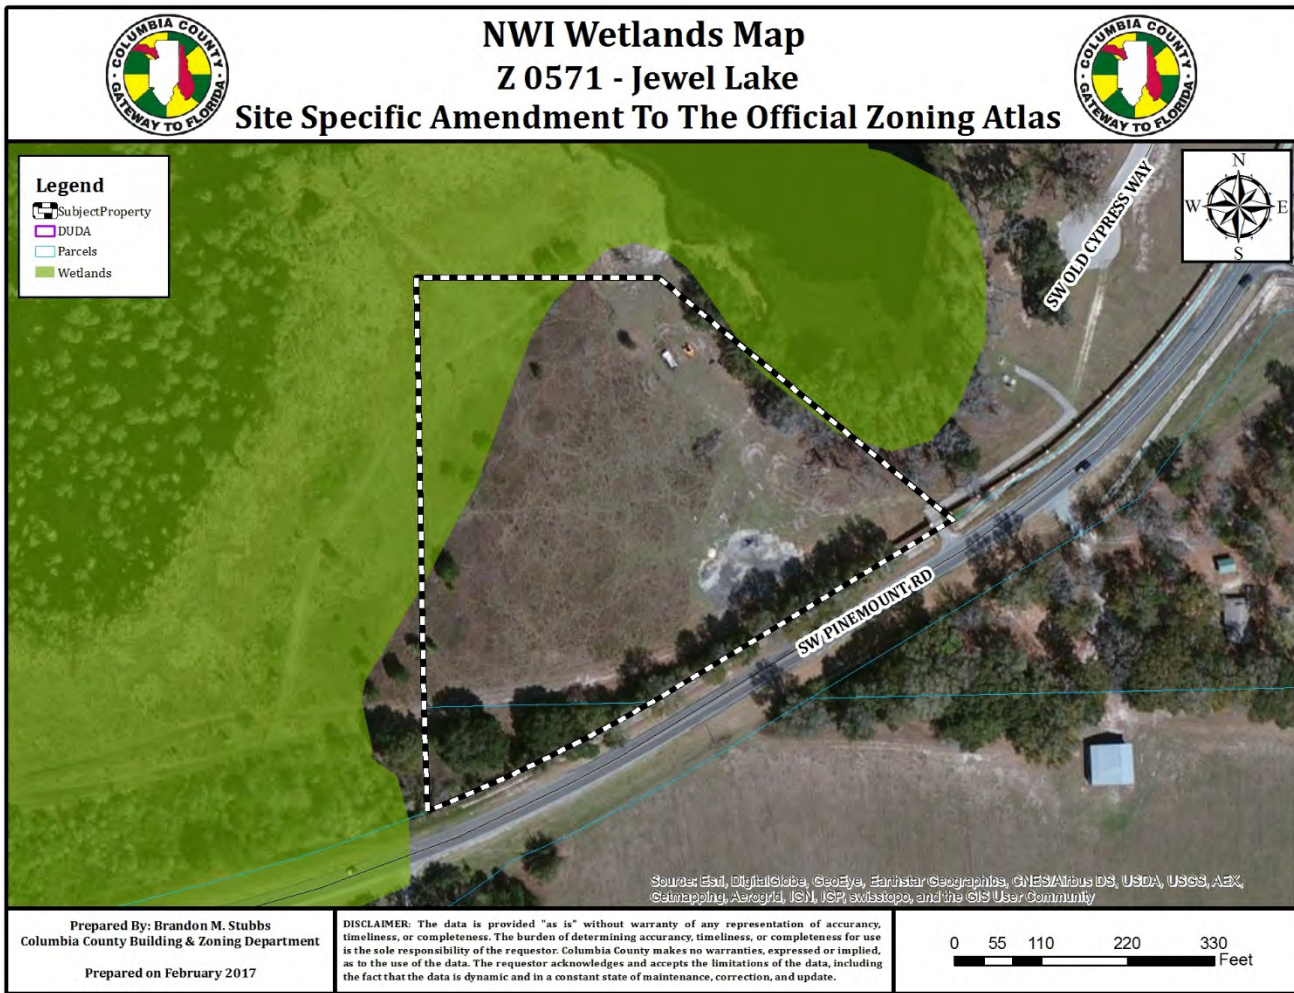 NWI Wetlands Map
Z 0571 - Jewel Lake
Site Specific Amendment To The Official Zoning Atlas
COLUMBIA COUNTY
GATEWAY TO FLORIDA
COLUMBIA COUNTY
GATEWAY TO FLORIDA
Legend
SubjectProperty
DUDA
Parcels
Wetlands
N
W E
S
SW OLD CYPRESS WAY
SW PINEMOUNT RD
Source: Esri, DigitalGlobe, GeoEye, Earthstar Geographics, CNES/Airbus DS, USDA, USGS, AEX,
Getmapping, Aerogrid, IGN, IGP, swisstopo, and the GIS User Community
Prepared By: Brandon M. Stubbs
Columbia County Building & Zoning Department
Prepared on February 2017
DISCLAIMER: The data is provided "as is" without warranty of any representation of accurancy,
timeliness, or completeness. The burden of determining accurancy, timeliness, or completeness for use
is the sole responsibility of the requestor. Columbia County makes no warranties, expressed or implied,
as to the use of the data. The requestor acknowledges and accepts the limitations of the data, including
the fact that the data is dynamic and in a constant state of maintenance, correction, and update.
0 55 110 220 330
Feet